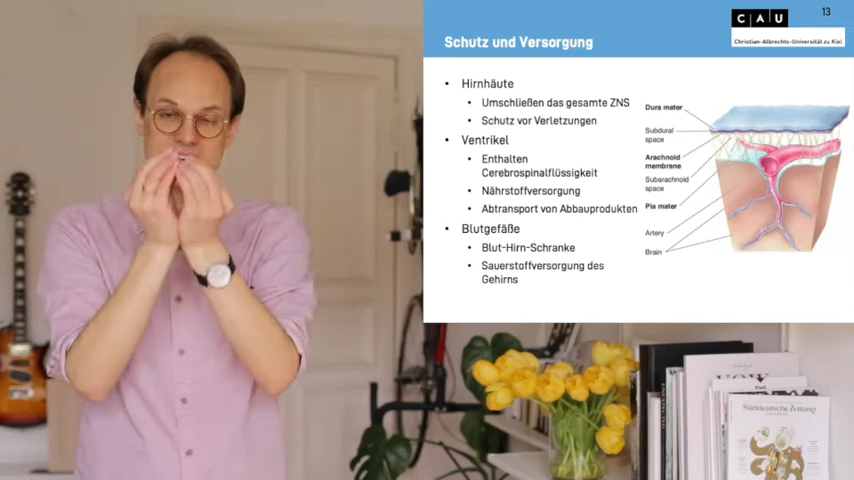 13
C|A|U
Christian-Albrechts-Universität zu Kiel
Schutz und Versorgung
• Hirnhäute
• Umschließen das gesamte ZNS
• Schutz vor Verletzungen
• Ventrikel
• Enthalten
Cerebrospinalflüssigkeit
• Nährstoffversorgung
• Abtransport von Abbauprodukten
• Blutgefäße
• Blut-Hirn-Schranke
• Sauerstoffversorgung des
Gehirns
Dura mater
Subdural
space
Arachnoid
membrane
Subarachnoid
space
Pia mater
Artery
Brain
Süddeutsche Zeitung